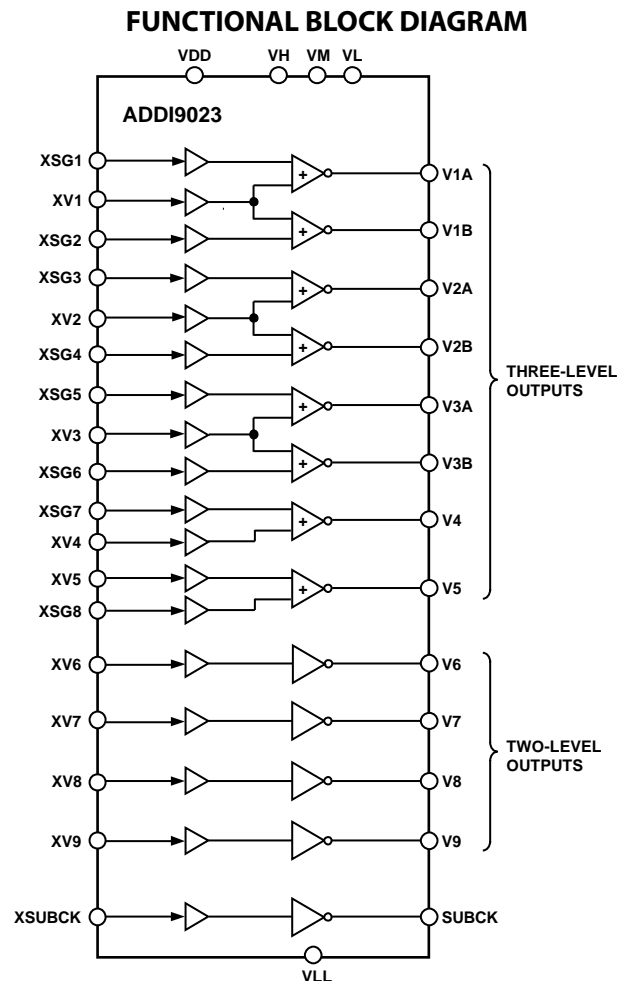 FUNCTIONAL BLOCK DIAGRAM
VDD VH VM VL
ADDI9023
XSG1
V1A
XV1
V1B
XSG2
XSG3
V2A
XV2
V2B
XSG4
THREE-LEVEL
OUTPUTS
XSG5
V3A
XV3
V3B
XSG6
XSG7
V4
XV4
XV5
V5
XSG8
XV6
V6
XV7
V7
TWO-LEVEL
OUTPUTS
XV8
V8
XV9
V9
XSUBCK
SUBCK
VLL